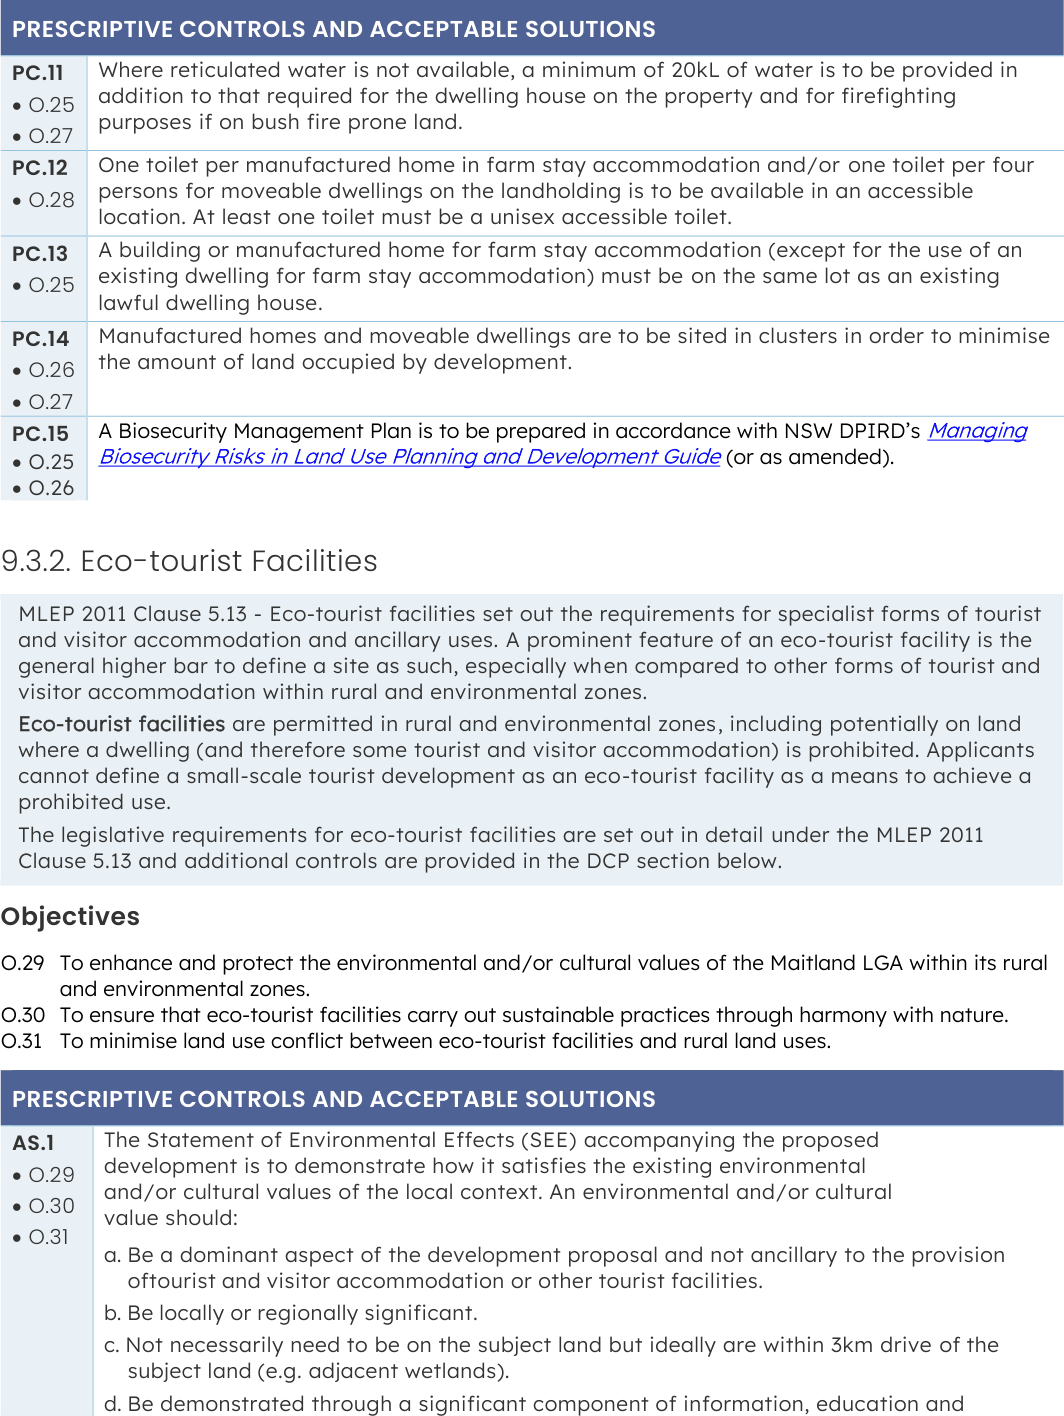 PRESCRIPTIVE CONTROLS AND ACCEPTABLE SOLUTIONS
PC.11
• O.25
• O.27
Where reticulated water is not available, a minimum of 20kL of water is to be provided in
addition to that required for the dwelling house on the property and for firefighting
purposes if on bush fire prone land.
PC.12
• O.28
One toilet per manufactured home in farm stay accommodation and/or one toilet per four
persons for moveable dwellings on the landholding is to be available in an accessible
location. At least one toilet must be a unisex accessible toilet.
PC.13
• O.25
A building or manufactured home for farm stay accommodation (except for the use of an
existing dwelling for farm stay accommodation) must be on the same lot as an existing
lawful dwelling house.
PC.14
• O.26
• O.27
Manufactured homes and moveable dwellings are to be sited in clusters in order to minimise
the amount of land occupied by development.
PC.15
• O.25
• O.26
A Biosecurity Management Plan is to be prepared in accordance with NSW DPIRD’s Managing
Biosecurity Risks in Land Use Planning and Development Guide (or as amended).
9.3.2. Eco-tourist Facilities
MLEP 2011 Clause 5.13 - Eco-tourist facilities set out the requirements for specialist forms of tourist
and visitor accommodation and ancillary uses. A prominent feature of an eco-tourist facility is the
general higher bar to define a site as such, especially when compared to other forms of tourist and
visitor accommodation within rural and environmental zones.
Eco-tourist facilities are permitted in rural and environmental zones, including potentially on land
where a dwelling (and therefore some tourist and visitor accommodation) is prohibited. Applicants
cannot define a small-scale tourist development as an eco-tourist facility as a means to achieve a
prohibited use.
The legislative requirements for eco-tourist facilities are set out in detail under the MLEP 2011
Clause 5.13 and additional controls are provided in the DCP section below.
Objectives
O.29 To enhance and protect the environmental and/or cultural values of the Maitland LGA within its rural
and environmental zones.
O.30 To ensure that eco-tourist facilities carry out sustainable practices through harmony with nature.
O.31 To minimise land use conflict between eco-tourist facilities and rural land uses.
PRESCRIPTIVE CONTROLS AND ACCEPTABLE SOLUTIONS
AS.1
• O.29
• O.30
• O.31
The Statement of Environmental Effects (SEE) accompanying the proposed
development is to demonstrate how it satisfies the existing environmental
and/or cultural values of the local context. An environmental and/or cultural
value should:
a. Be a dominant aspect of the development proposal and not ancillary to the provision
oftourist and visitor accommodation or other tourist facilities.
b. Be locally or regionally significant.
c. Not necessarily need to be on the subject land but ideally are within 3km drive of the
subject land (e.g. adjacent wetlands).
d. Be demonstrated through a significant component of information, education and